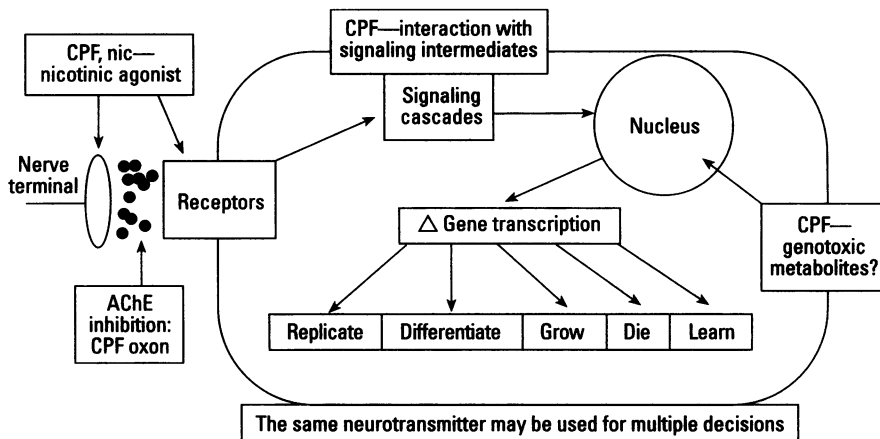 CPF—interaction with
signaling intermediates
CPF, nic—
nicotinic agonist
Signaling
cascades
Nucleus
Nerve
terminal
Receptors
△ Gene transcription
CPF—
genotoxic
metabolites?
AChE
inhibition:
CPF oxon
Replicate
Differentiate
Grow
Die
Learn
The same neurotransmitter may be used for multiple decisions